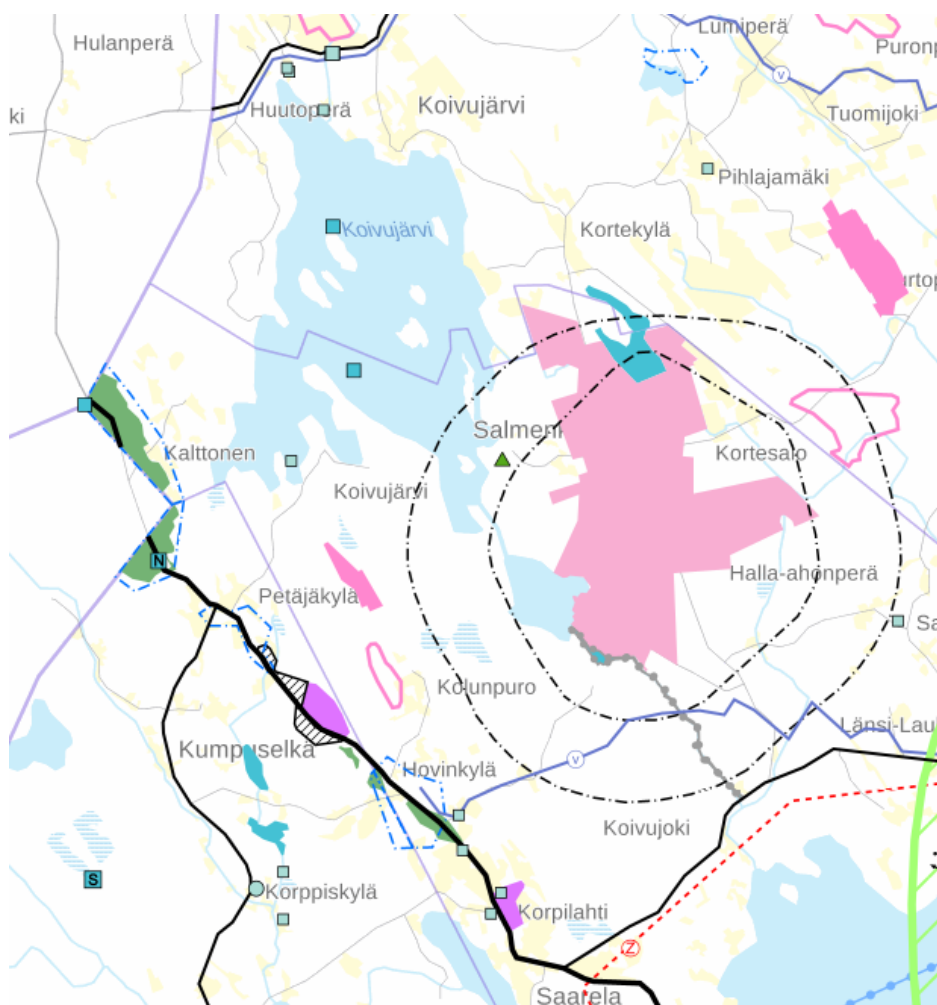 Lumiperä
Hulanperä
Puronp
V
ki
Huutoperä
Koivujärvi
Tuomijoki
Pihlajamäki
Koivujärvi
Kortekylä
urtop
Salmeni
Kalttonen
Kortesalo
Koivujärvi
N
Halla-ahonperä
Petäjäkylä
Sa
Kolunpuro
Länsi-Lau
Kumpuselkä
V
Hovinkylä
Koivujoki
S
Korppiskylä
Korpilahti
Z
Saarela